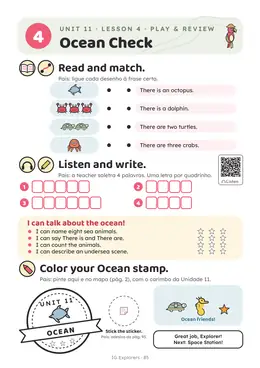 4
UNIT 11 · LESSON 4 · PLAY & REVIEW
Ocean Check
Read and match.
Pais: ligue cada desenho à frase certa.
There is an octopus.
There is a dolphin.
There are two turtles.
There are three crabs.
Listen and write.
Pais: a teacher soletra 4 palavras. Uma letra por quadrinho.
Listen
1
2
3
4
I can talk about the ocean!
I can name eight sea animals.
I can say There is and There are.
I can count the animals.
I can describe an undersea scene.
Color your Ocean stamp.
Pais: pinte aqui e no mapa (pág. 2), com o carimbo da Unidade 11.
UNIT 11
OCEAN
Stick the sticker.
Ocean friends!
Great job, Explorer!
Next: Space Station!